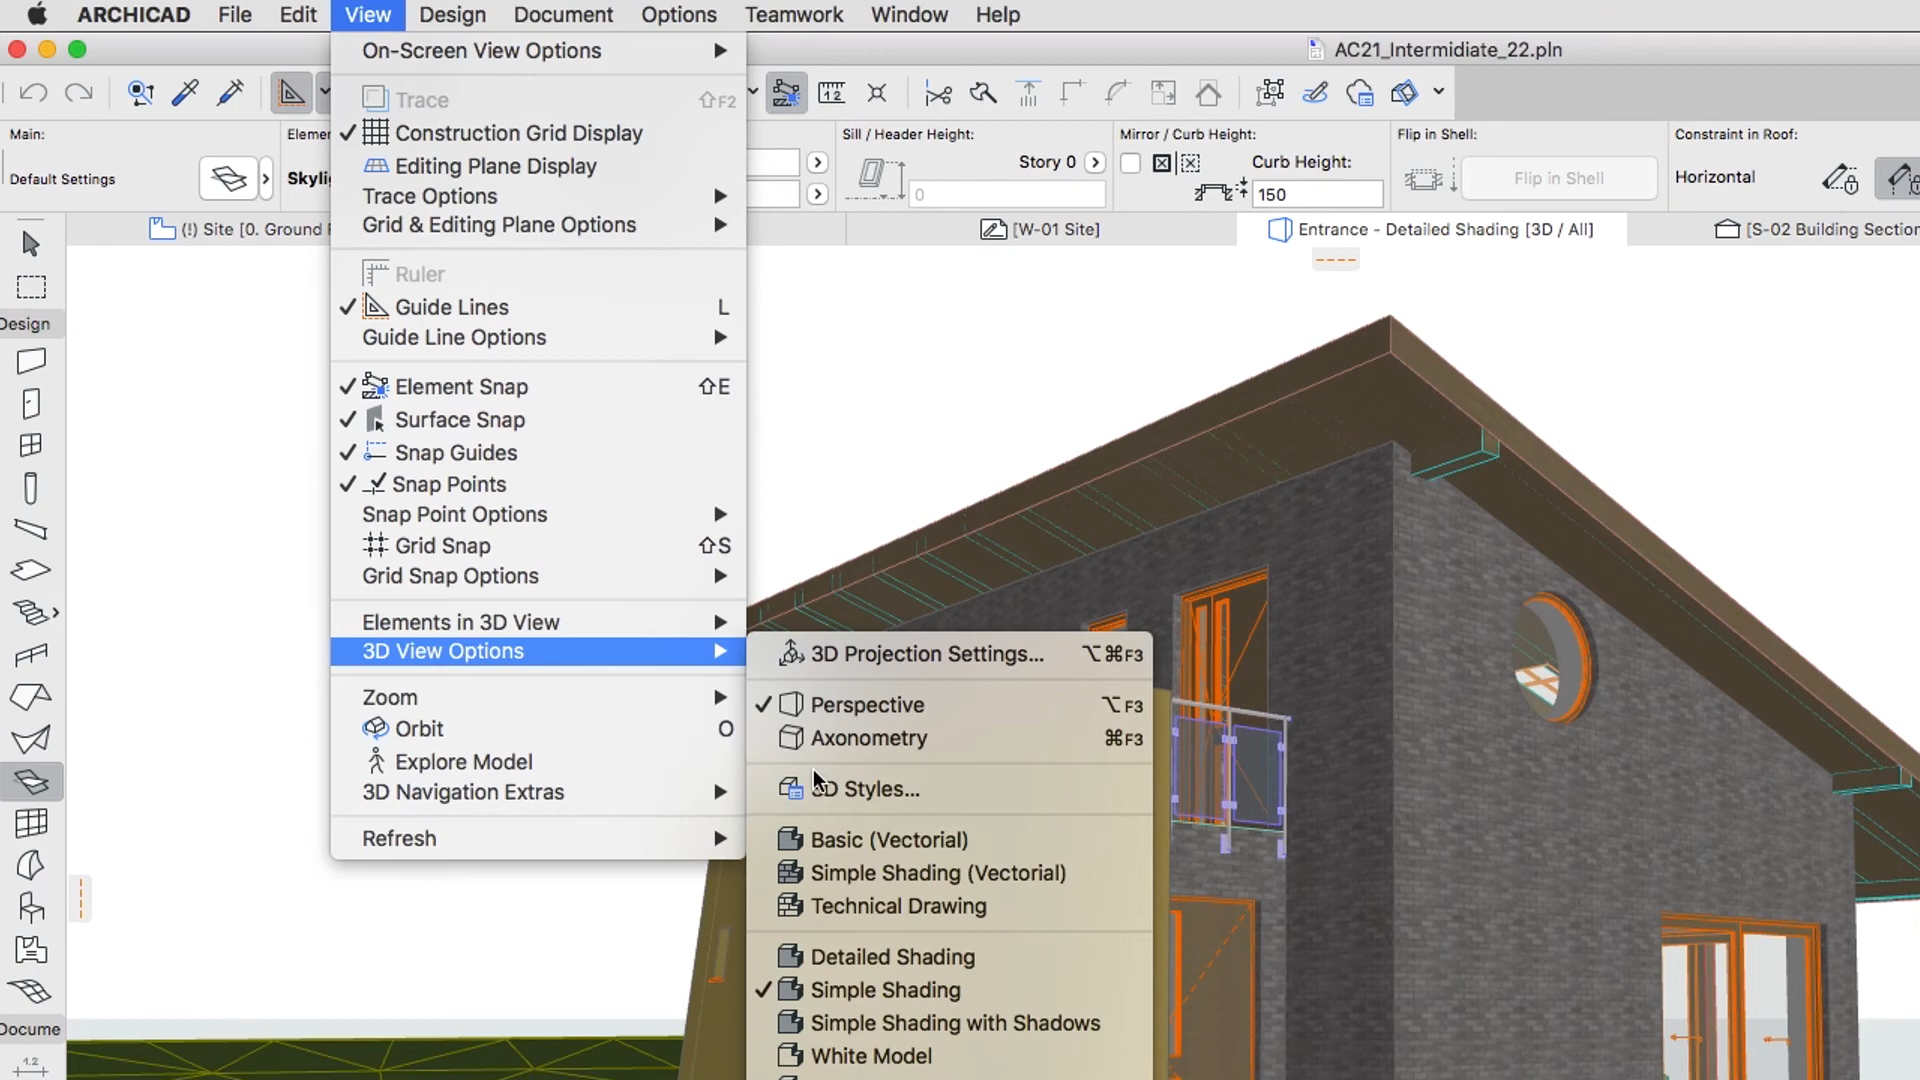 ARCHICAD File Edit View Design Document Options Teamwork Window Help
AC21_Intermidiate_22.pln
On-Screen View Options
Trace ⇧F2
Construction Grid Display
Editing Plane Display
Trace Options
Grid & Editing Plane Options
Ruler
Guide Lines L
Guide Line Options
Element Snap ⇧E
Surface Snap
Snap Guides
Snap Points
Snap Point Options
Grid Snap ⇧S
Grid Snap Options
Elements in 3D View
3D View Options
Zoom
Orbit O
Explore Model
3D Navigation Extras
Refresh
3D Projection Settings... ⌥⌘F3
Perspective ⌥F3
Axonometry ⌘F3
3D Styles...
Basic (Vectorial)
Simple Shading (Vectorial)
Technical Drawing
Detailed Shading
Simple Shading
Simple Shading with Shadows
White Model
Main:
Default Settings
Sill / Header Height:
Story 0
0
Mirror / Curb Height:
Curb Height:
150
Flip in Shell:
Flip in Shell
Constraint in Roof:
Horizontal
(!) Site [0. Ground
[W-01 Site]
Entrance - Detailed Shading [3D / All]
[S-02 Building Section
Design
Docume
1.2
12